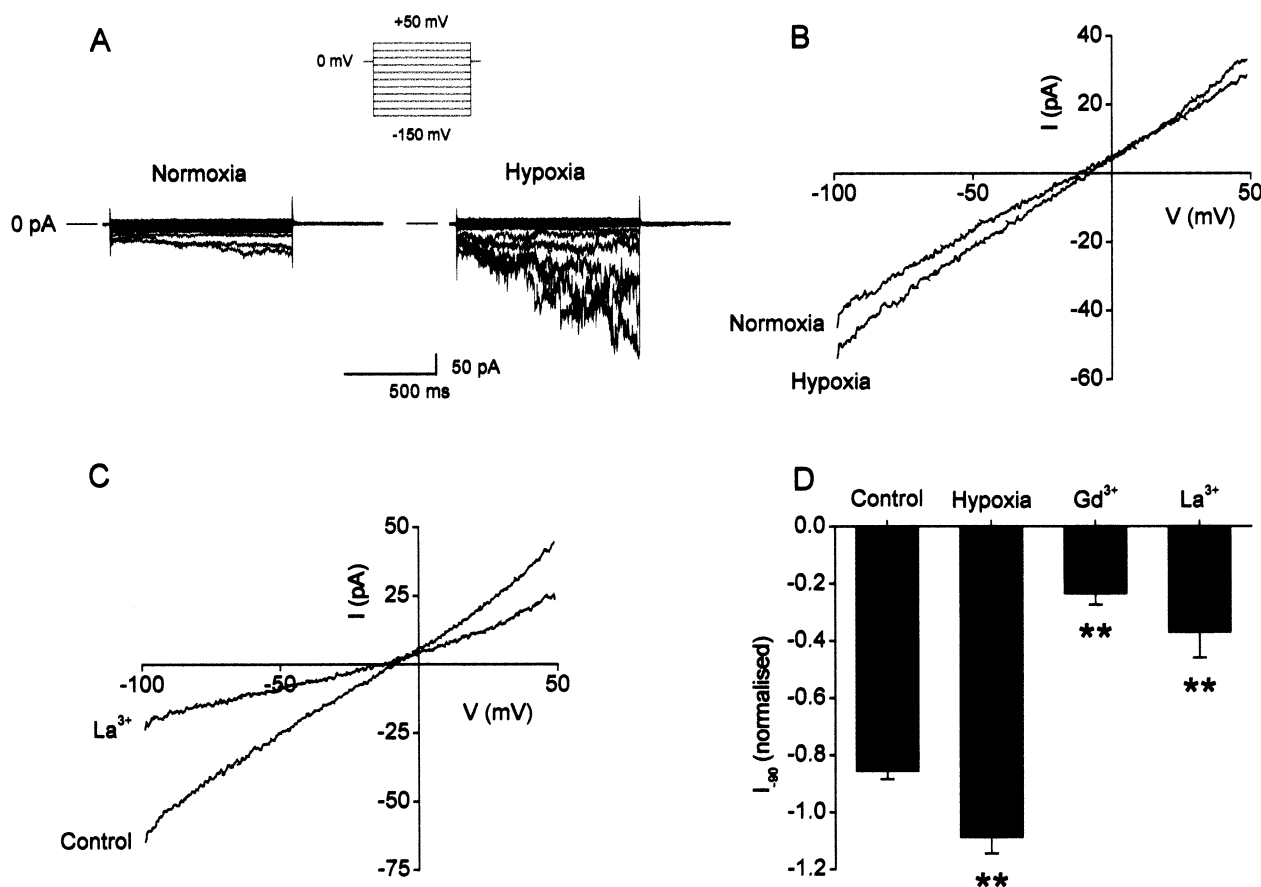 A
+50 mV
0 mV
-150 mV
Normoxia
Hypoxia
0 pA
50 pA
500 ms
B
40
20
-20
-40
-60
I (pA)
-100
-50
50
V (mV)
Normoxia
Hypoxia
C
50
25
-25
-50
-75
I (pA)
-100
-50
50
V (mV)
La³⁺
Control
D
Control
Hypoxia
Gd³⁺
La³⁺
0.0
-0.2
-0.4
-0.6
-0.8
-1.0
-1.2
I₋₉₀ (normalised)
**
**
**